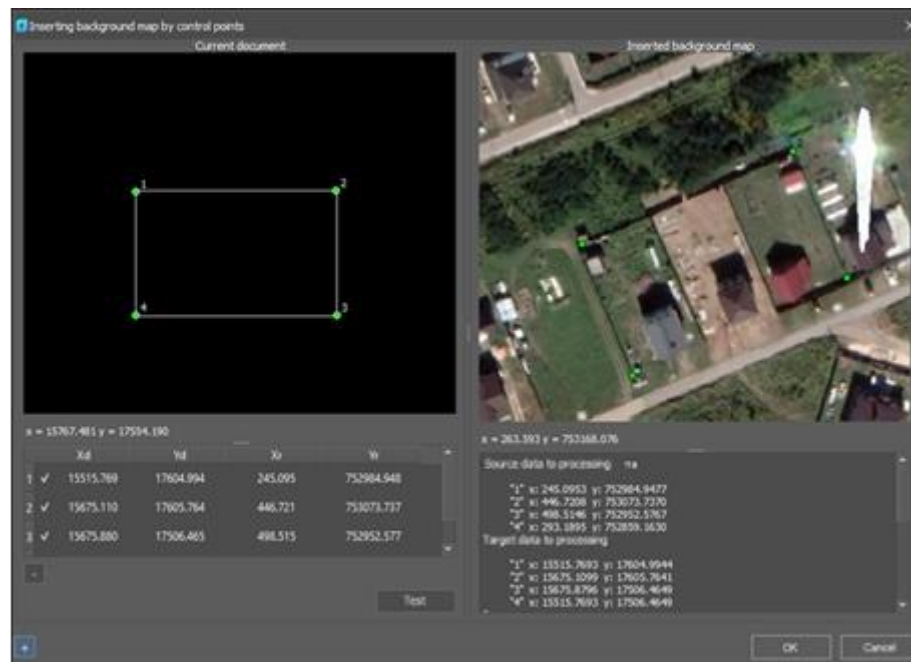 Inserting background map by control points
Current document
Inserted background map
1
2
4
3
x = 15767.481 y = 17554.190
Xd Yd Xr Yr
1 ✓ 15515.769 17604.994 245.095 752984.948
2 ✓ 15675.110 17605.764 446.721 753073.737
3 ✓ 15675.880 17506.465 498.515 752952.577
Test
x = 263.593 y = 753168.076
Source data to processing
"1" x: 245.0953 y: 752984.9477
"2" x: 446.7208 y: 753073.7370
"3" x: 498.5146 y: 752952.5767
"4" x: 293.1895 y: 752859.1630
Target data to processing
"1" x: 15515.7693 y: 17604.9944
"2" x: 15675.1099 y: 17605.7641
"3" x: 15675.8796 y: 17506.4649
"4" x: 15515.7693 y: 17506.4649
OK
Cancel